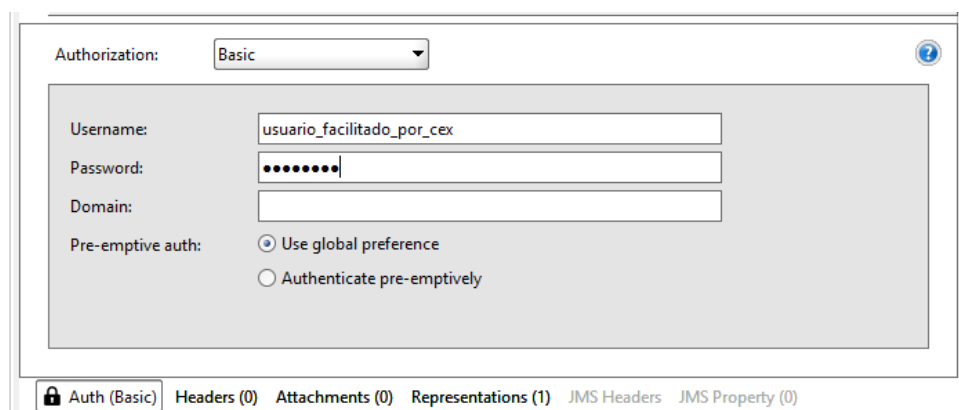 Authorization: Basic
Username: usuario_facilitado_por_cex
Password: ●●●●●●●●
Domain:
Pre-emptive auth: Use global preference
Authenticate pre-emptively
Auth (Basic) Headers (0) Attachments (0) Representations (1) JMS Headers JMS Property (0)